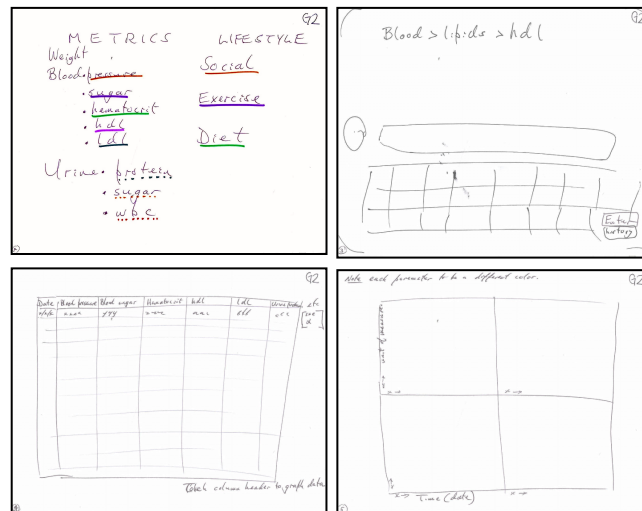 G2
METRICS LIFESTYLE
Weight
Blood • pressure
• sugar
• hematocrit
• hdl
• ldl
Urine • protein
• sugar
• wbc
Social
Exercise
Diet
G2
Blood > lipids > hdl
Enter
history
G2
Date Blood pressure Blood sugar Hematocrit hdl ldl Urine protein etc
Touch column header to graph data
G2
Note each parameter to be a different color.
Time (date)